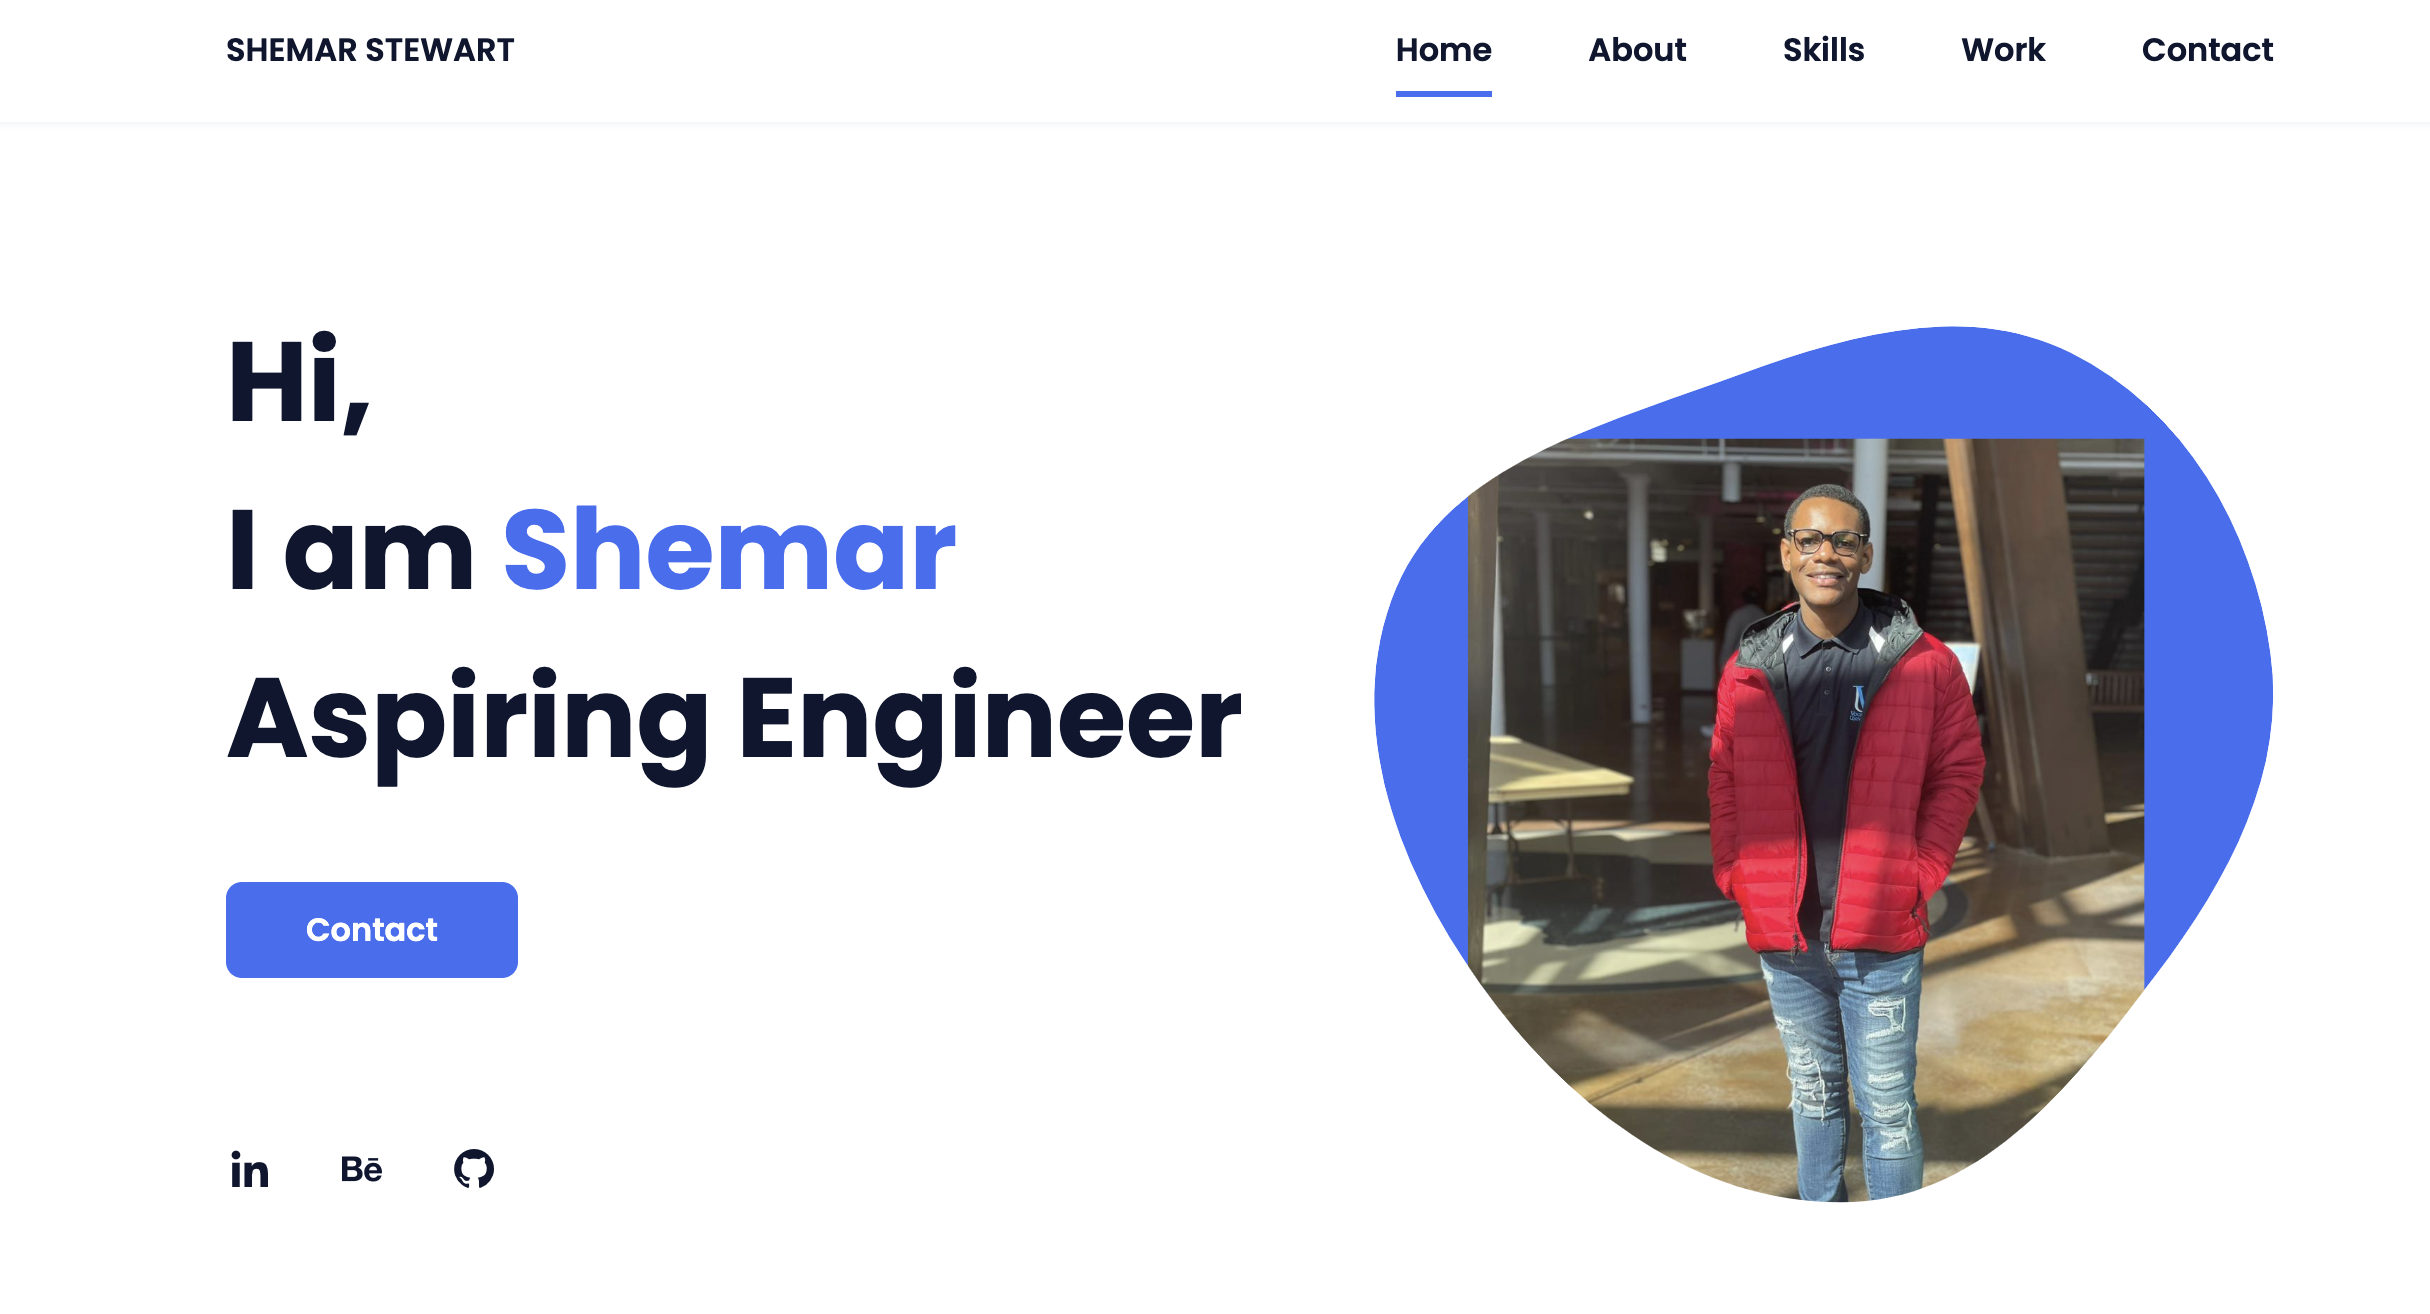 SHEMAR STEWART
Home About Skills Work Contact
Hi,
I am Shemar
Aspiring Engineer
Contact
in Bē